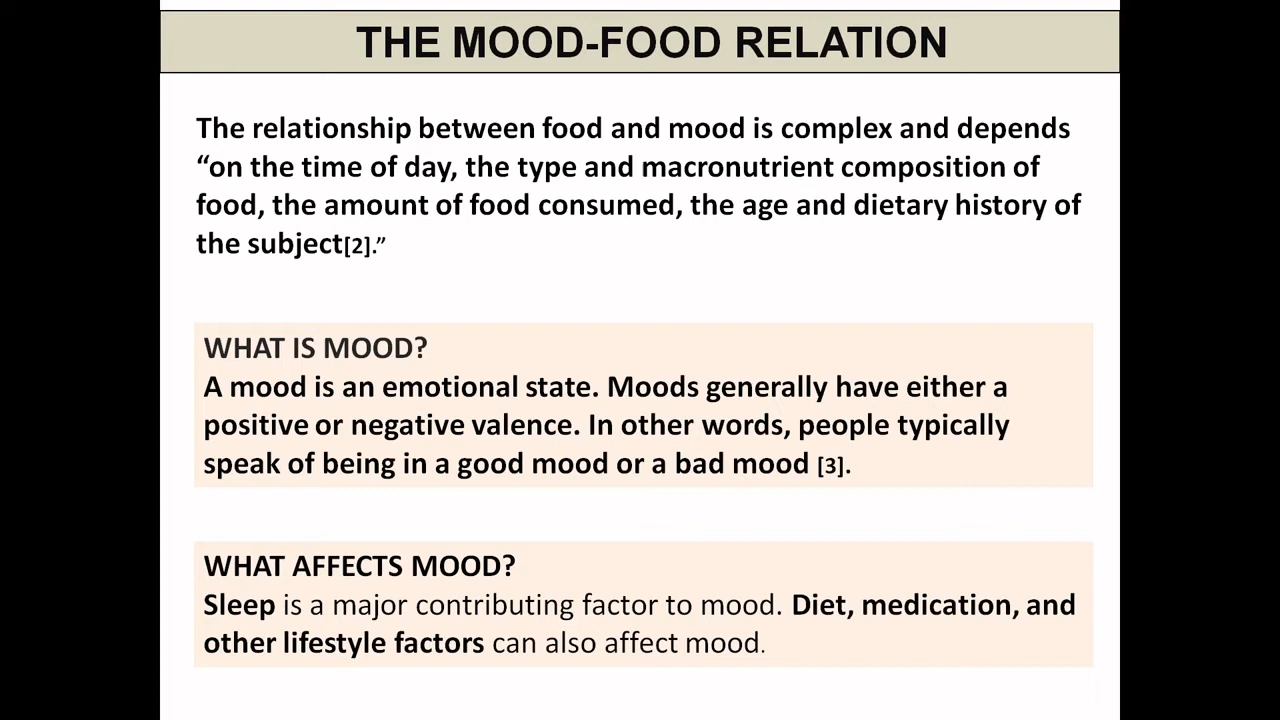 THE MOOD-FOOD RELATION
The relationship between food and mood is complex and depends
“on the time of day, the type and macronutrient composition of
food, the amount of food consumed, the age and dietary history of
the subject[2].”
WHAT IS MOOD?
A mood is an emotional state. Moods generally have either a
positive or negative valence. In other words, people typically
speak of being in a good mood or a bad mood [3].
WHAT AFFECTS MOOD?
Sleep is a major contributing factor to mood. Diet, medication, and
other lifestyle factors can also affect mood.